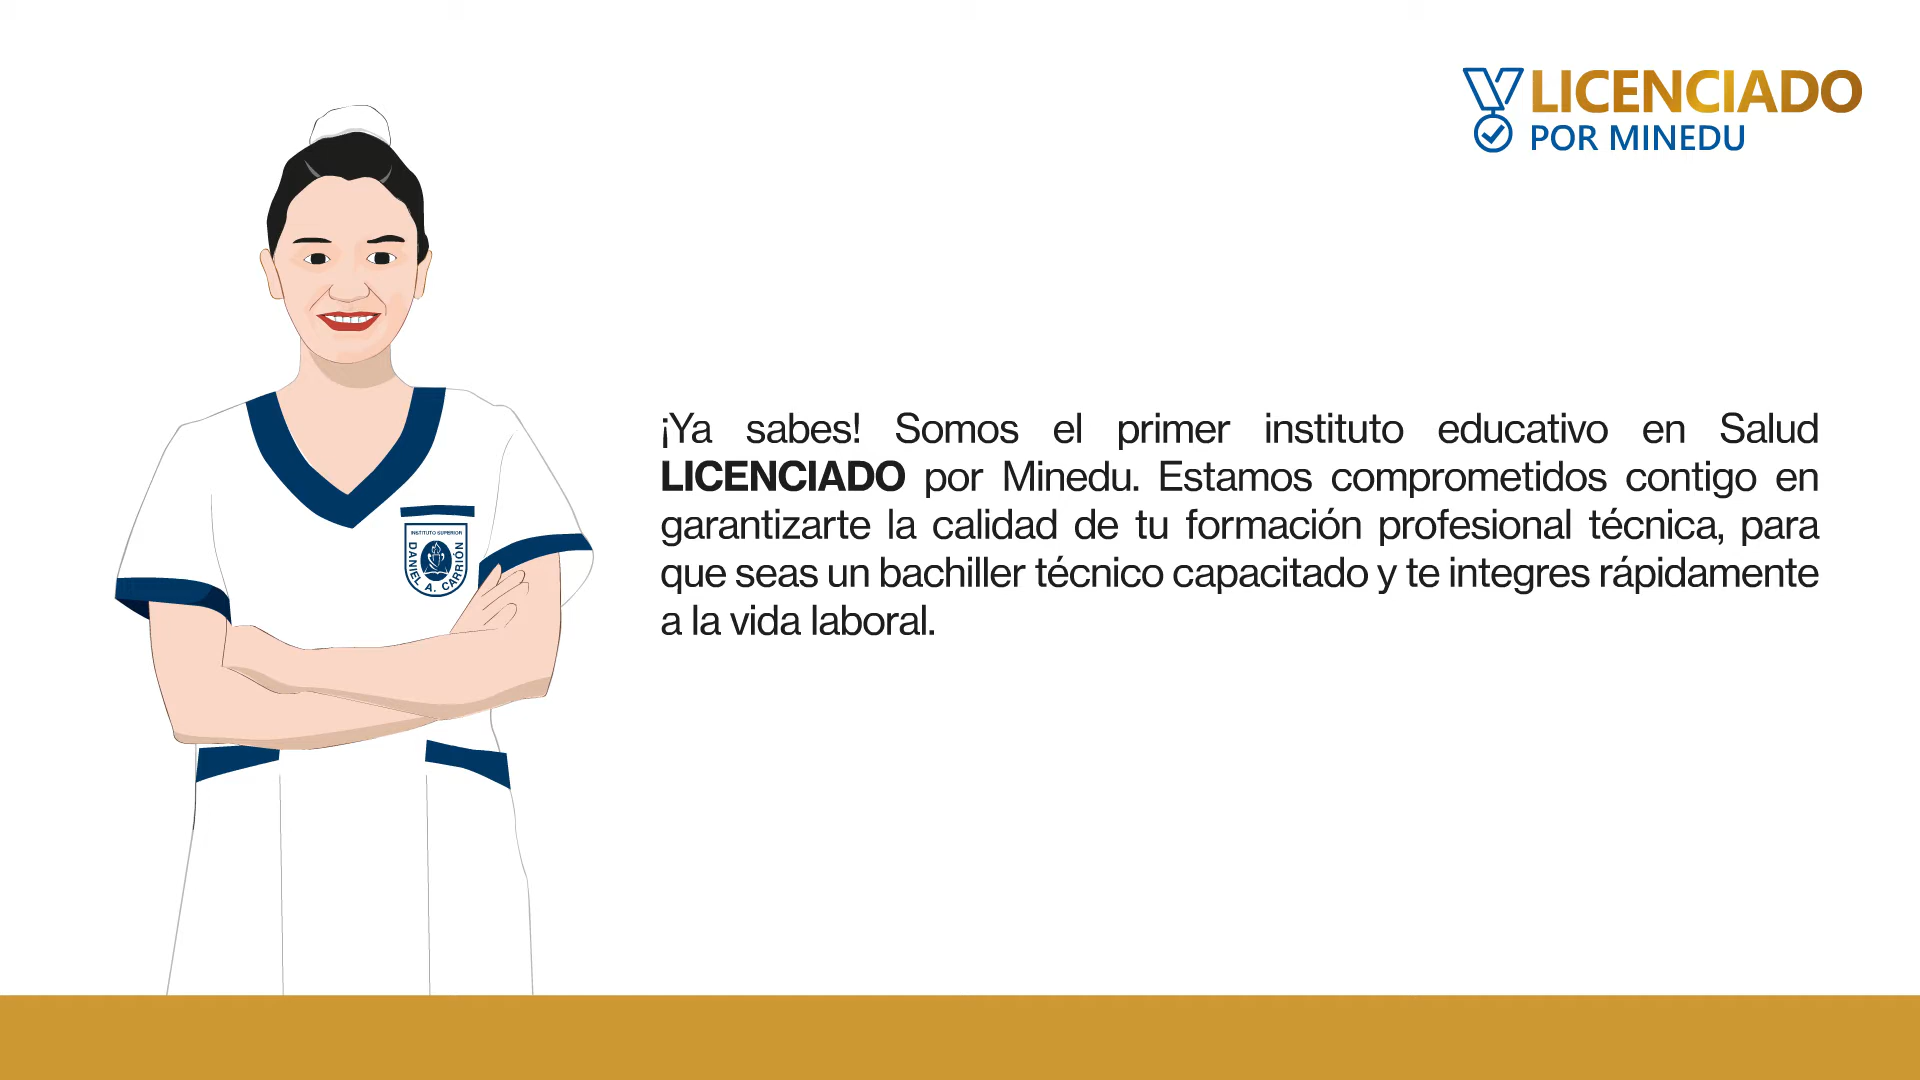 LICENCIADO
POR MINEDU
¡Ya sabes! Somos el primer instituto educativo en Salud
LICENCIADO por Minedu. Estamos comprometidos contigo en
garantizarte la calidad de tu formación profesional técnica, para
que seas un bachiller técnico capacitado y te integres rápidamente
a la vida laboral.
INSTITUTO SUPERIOR
DANIEL A. CARRIÓN